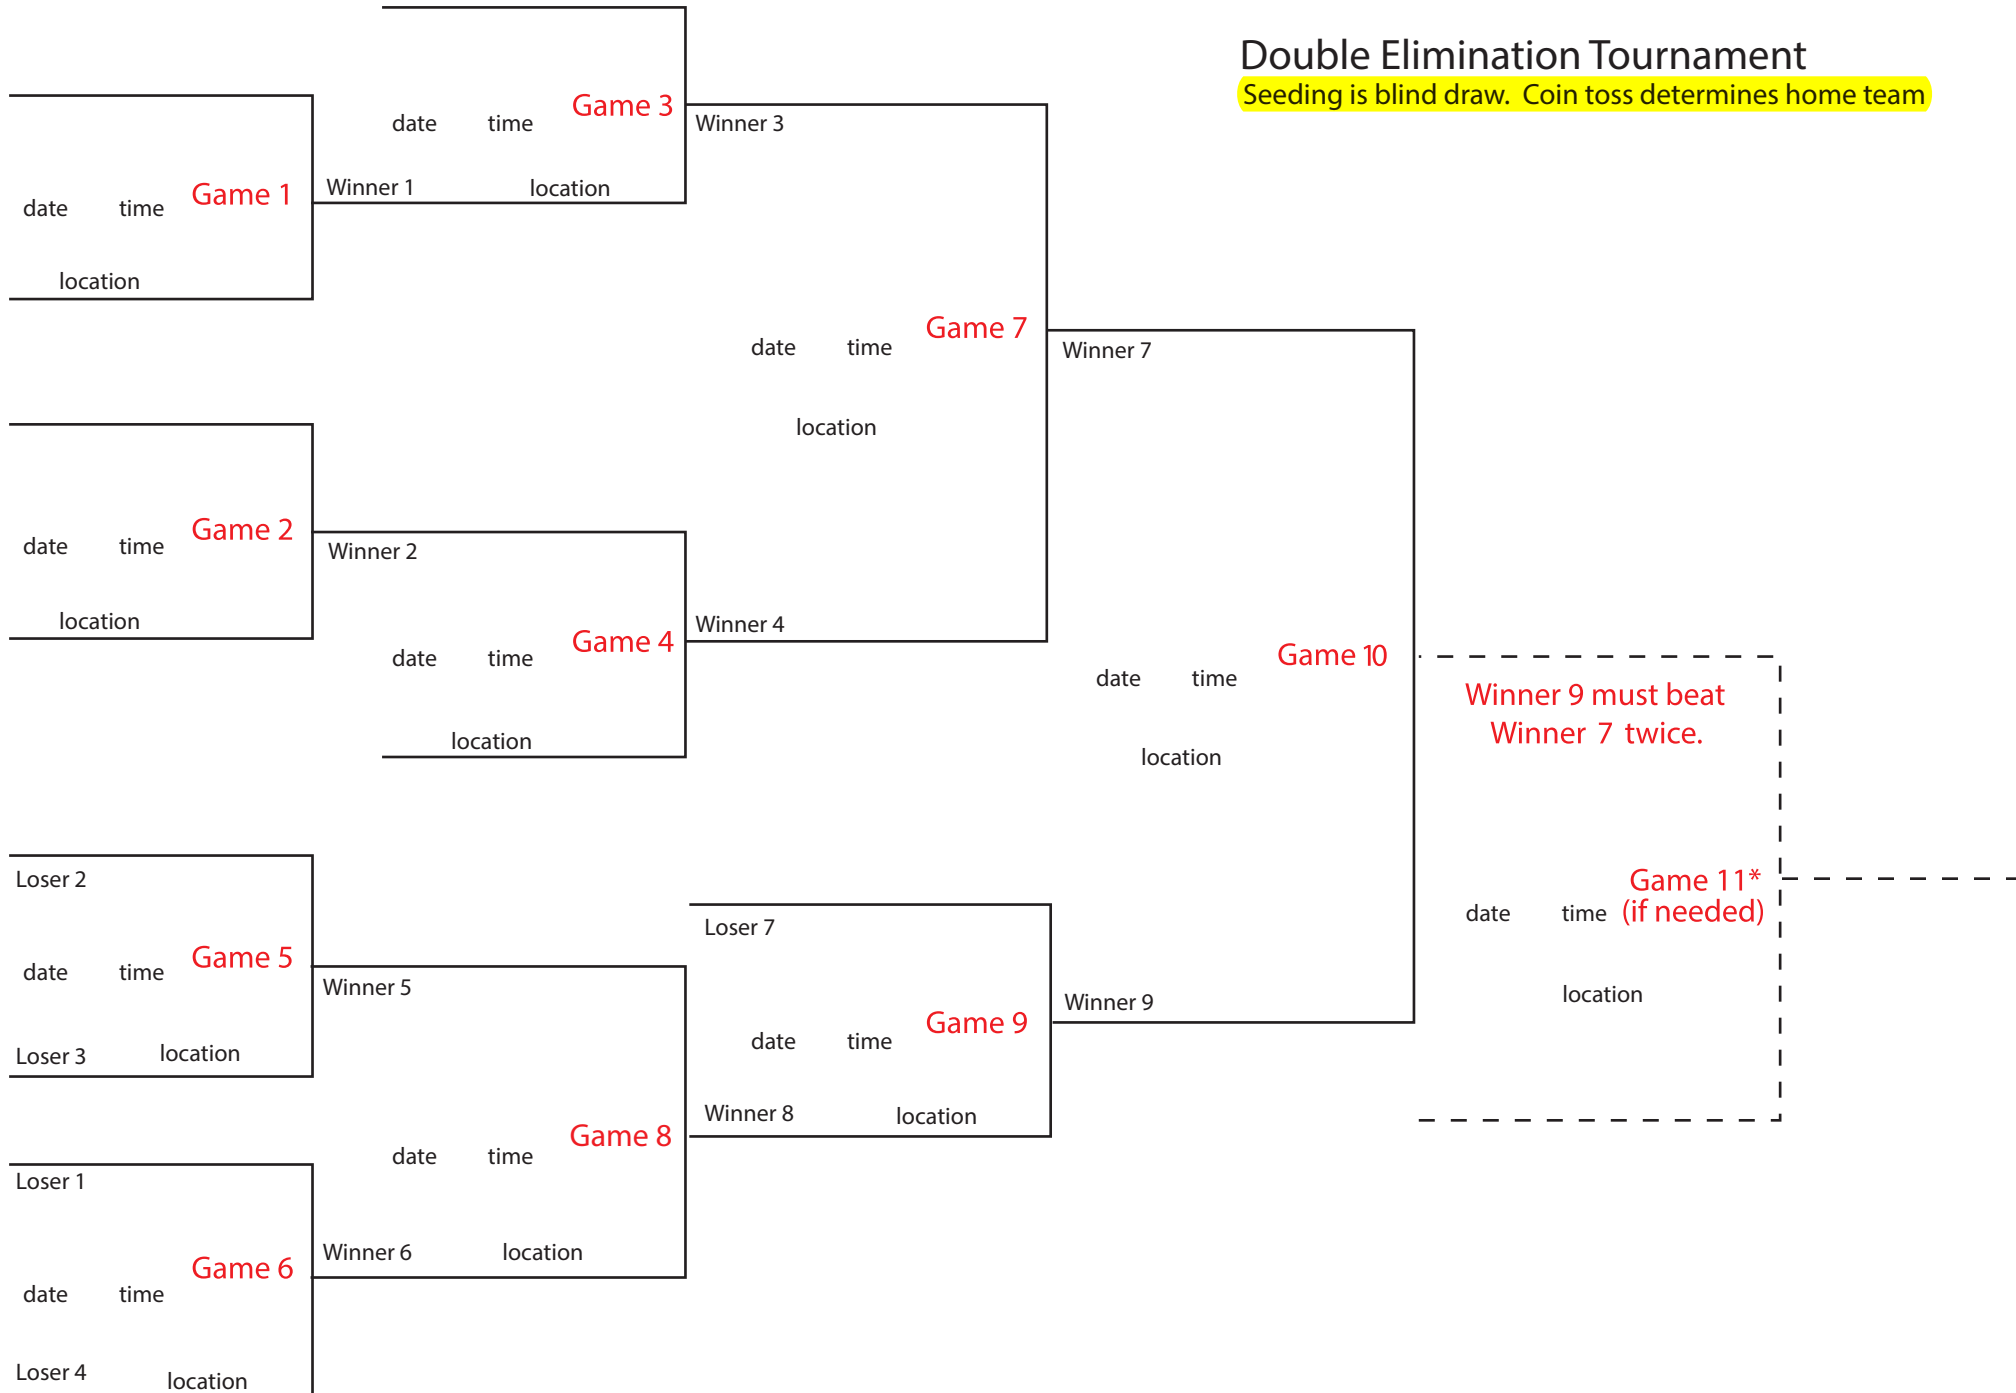 Double Elimination Tournament
Seeding is blind draw.  Coin toss determines home team
date time Game 3
Winner 3
Winner 1 location
date time Game 1
location
date time Game 7
Winner 7
location
date time Game 2
Winner 2
location
Winner 4
date time Game 4
location
date time Game 10
location
Winner 9 must beat
Winner 7 twice.
Loser 2
date time Game 5
Winner 5
Loser 3 location
Loser 7
date time Game 9
Winner 9
Winner 8 location
Game 11*
date time (if needed)
location
date time Game 8
Winner 6 location
Loser 1
date time Game 6
Loser 4 location